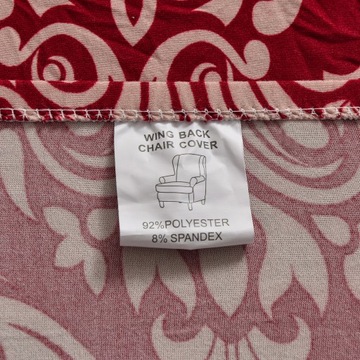 WING BACK
CHAIR COVER
92%POLYESTER
8% SPANDEX